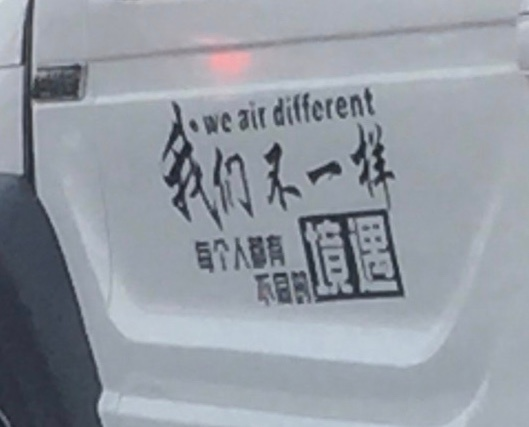 we air different
我们不一样
每个人都有
不同的境遇